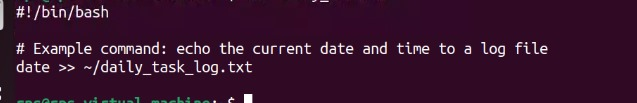 #!/bin/bash
# Example command: echo the current date and time to a log file
date >> ~/daily_task_log.txt